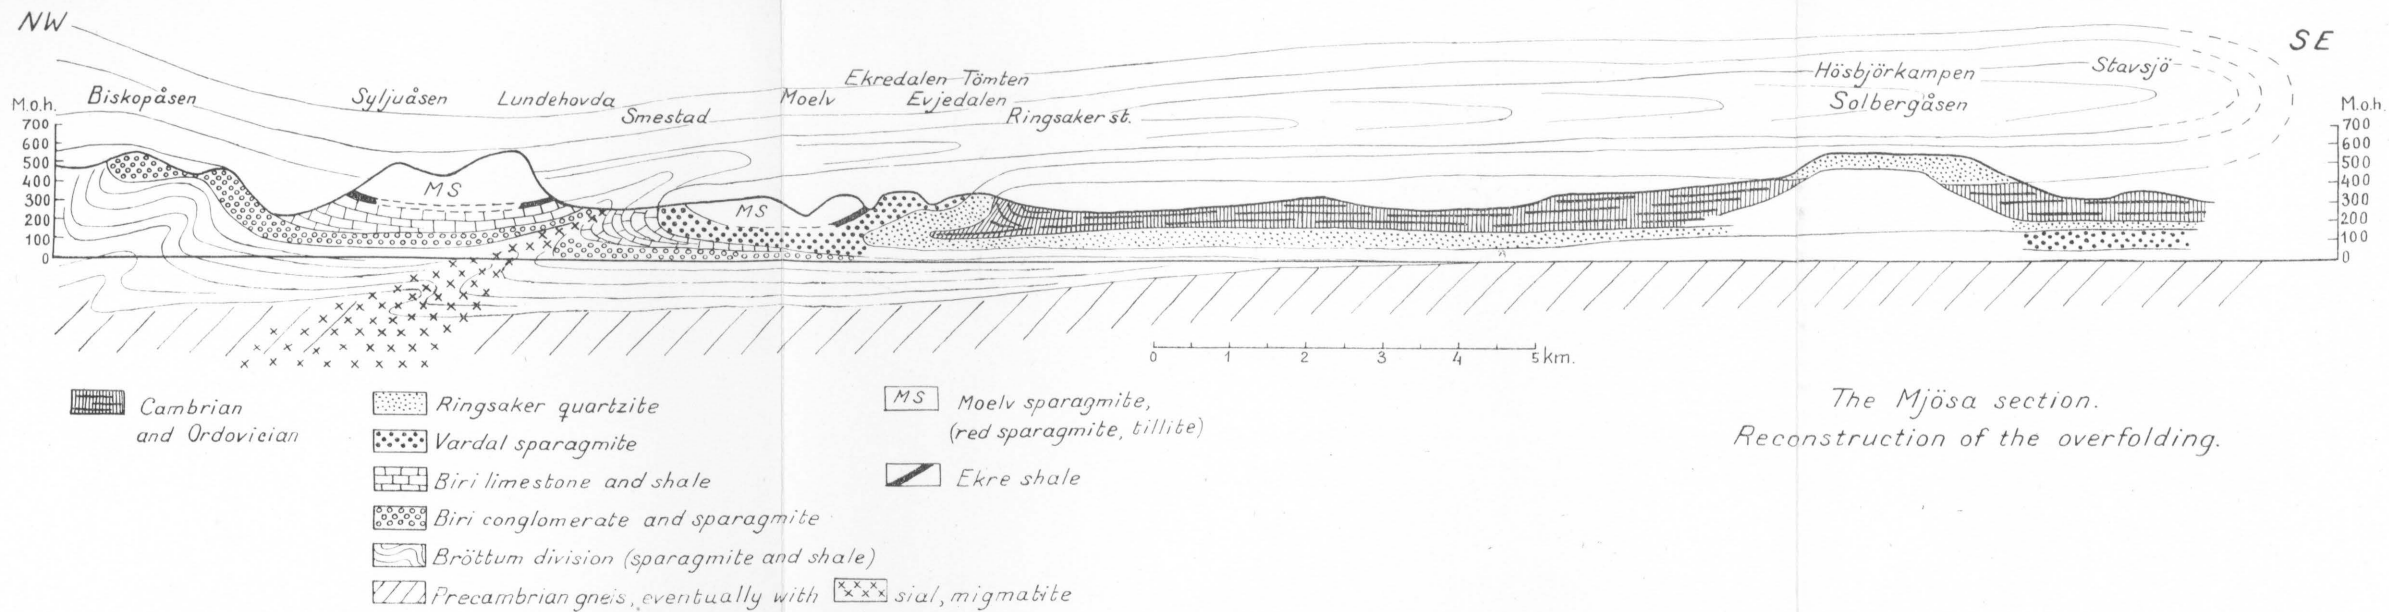 NW
SE
Ekredalen Tömten
Hösbjörkampen
Stavsjö
M.o.h.
Biskopåsen
Syljuåsen
Lundehovda
Moelv
Evjedalen
Solbergåsen
M.o.h.
Smestad
Ringsaker st.
700
600
500
400
300
200
100
0
MS
MS
700
600
500
400
300
200
100
0
0 1 2 3 4 5 km.
Cambrian
and Ordovician
Ringsaker quartzite
Vardal sparagmite
Biri limestone and shale
Biri conglomerate and sparagmite
Bröttum division (sparagmite and shale)
Precambrian gneis, eventually with sial, migmatite
MS Moelv sparagmite,
(red sparagmite, tillite)
Ekre shale
The Mjösa section.
Reconstruction of the overfolding.